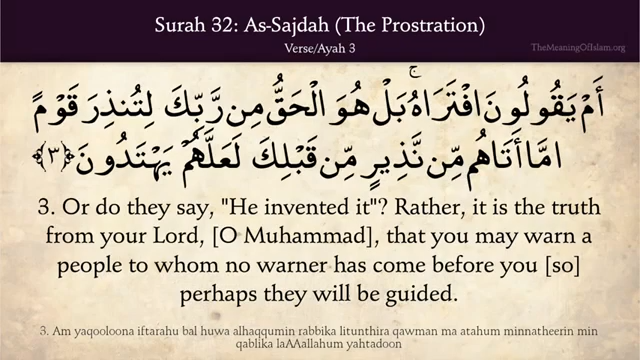 Surah 32: As-Sajdah (The Prostration)
Verse/Ayah 3
TheMeaningOfIslam.org
أَمْ يَقُولُونَ افْتَرَاهُ ۚ بَلْ هُوَ الْحَقُّ مِن رَّبِّكَ لِتُنذِرَ قَوْمً
امَّا أَتَاهُم مِّن نَّذِيرٍ مِّن قَبْلِكَ لَعَلَّهُمْ يَهْتَدُونَ ﴿٣﴾
3. Or do they say, "He invented it"? Rather, it is the truth
from your Lord, [O Muhammad], that you may warn a
people to whom no warner has come before you [so]
perhaps they will be guided.
3. Am yaqooloona iftarahu bal huwa alhaqqumin rabbika litunthira qawman ma atahum minnatheerin min
qablika laAAallahum yahtadoon